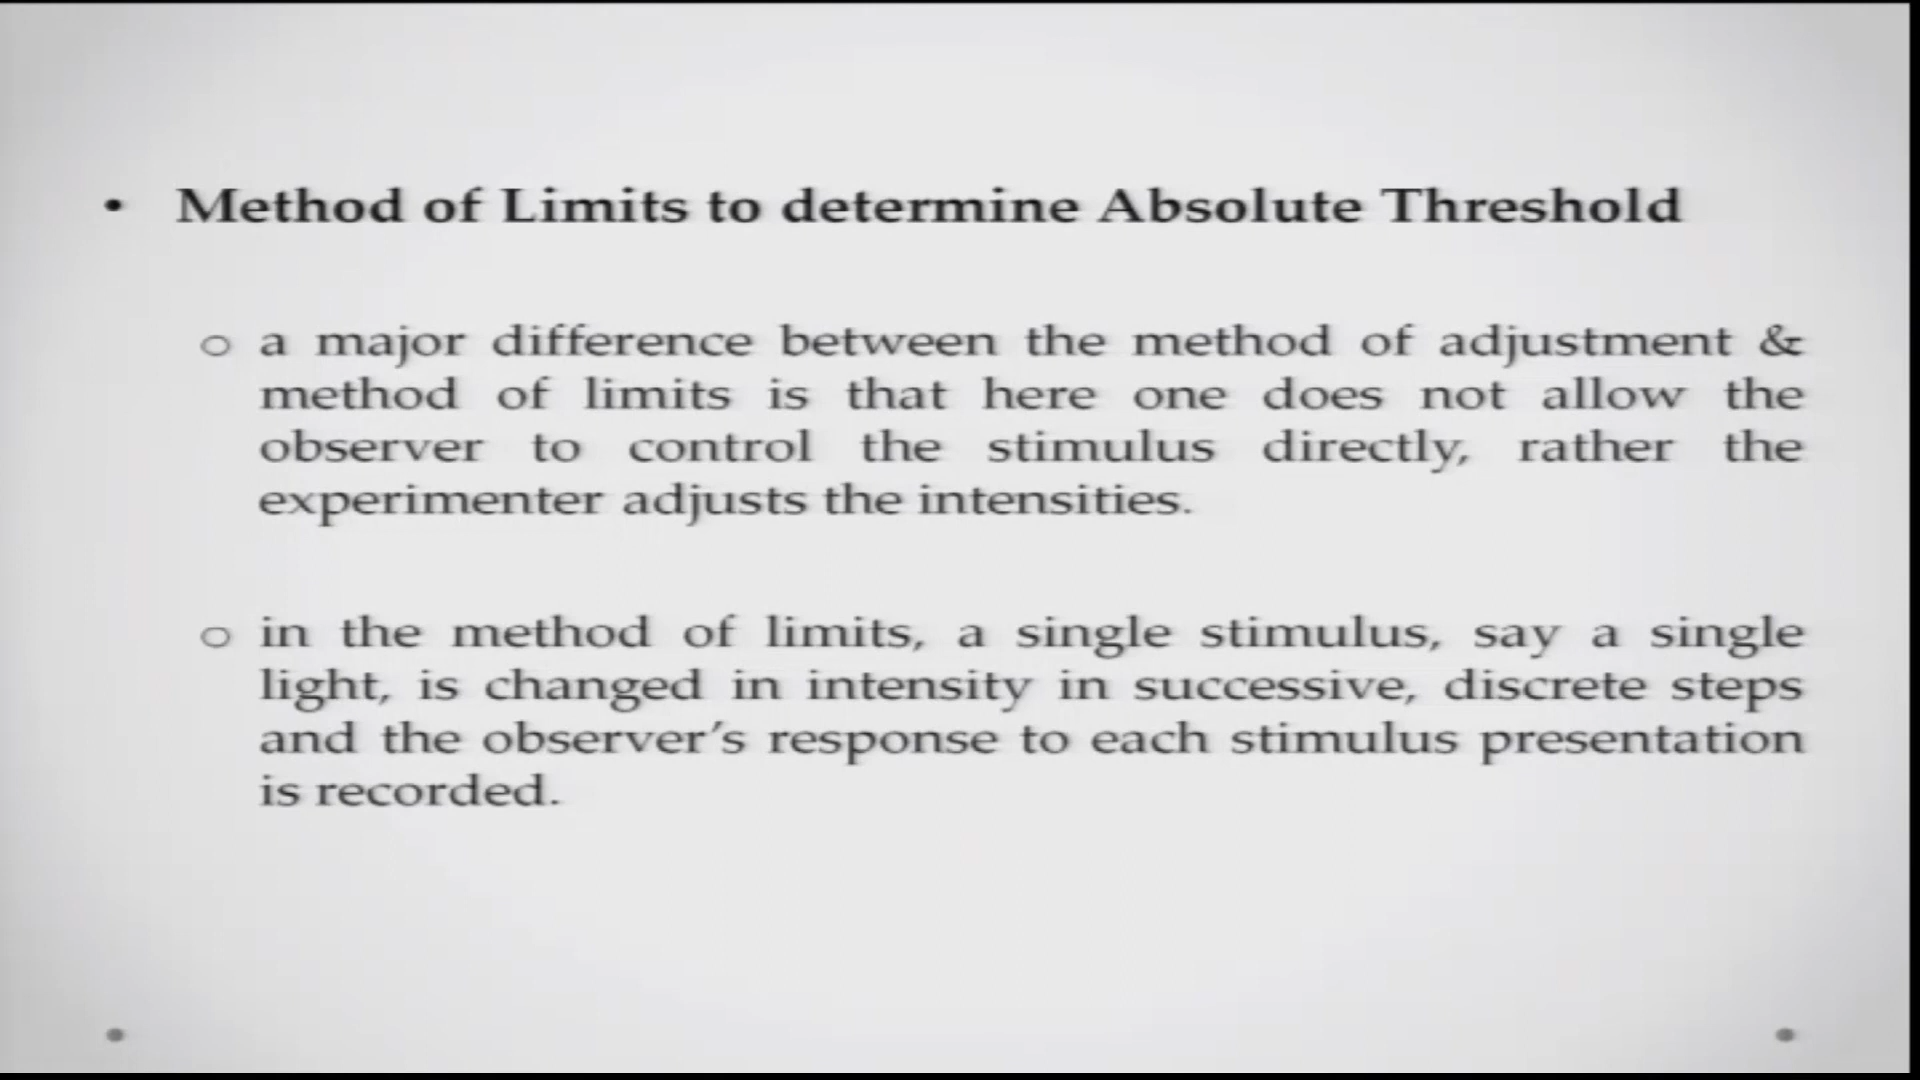 • Method of Limits to determine Absolute Threshold
o a major difference between the method of adjustment &
method of limits is that here one does not allow the
observer to control the stimulus directly, rather the
experimenter adjusts the intensities.
o in the method of limits, a single stimulus, say a single
light, is changed in intensity in successive, discrete steps
and the observer’s response to each stimulus presentation
is recorded.